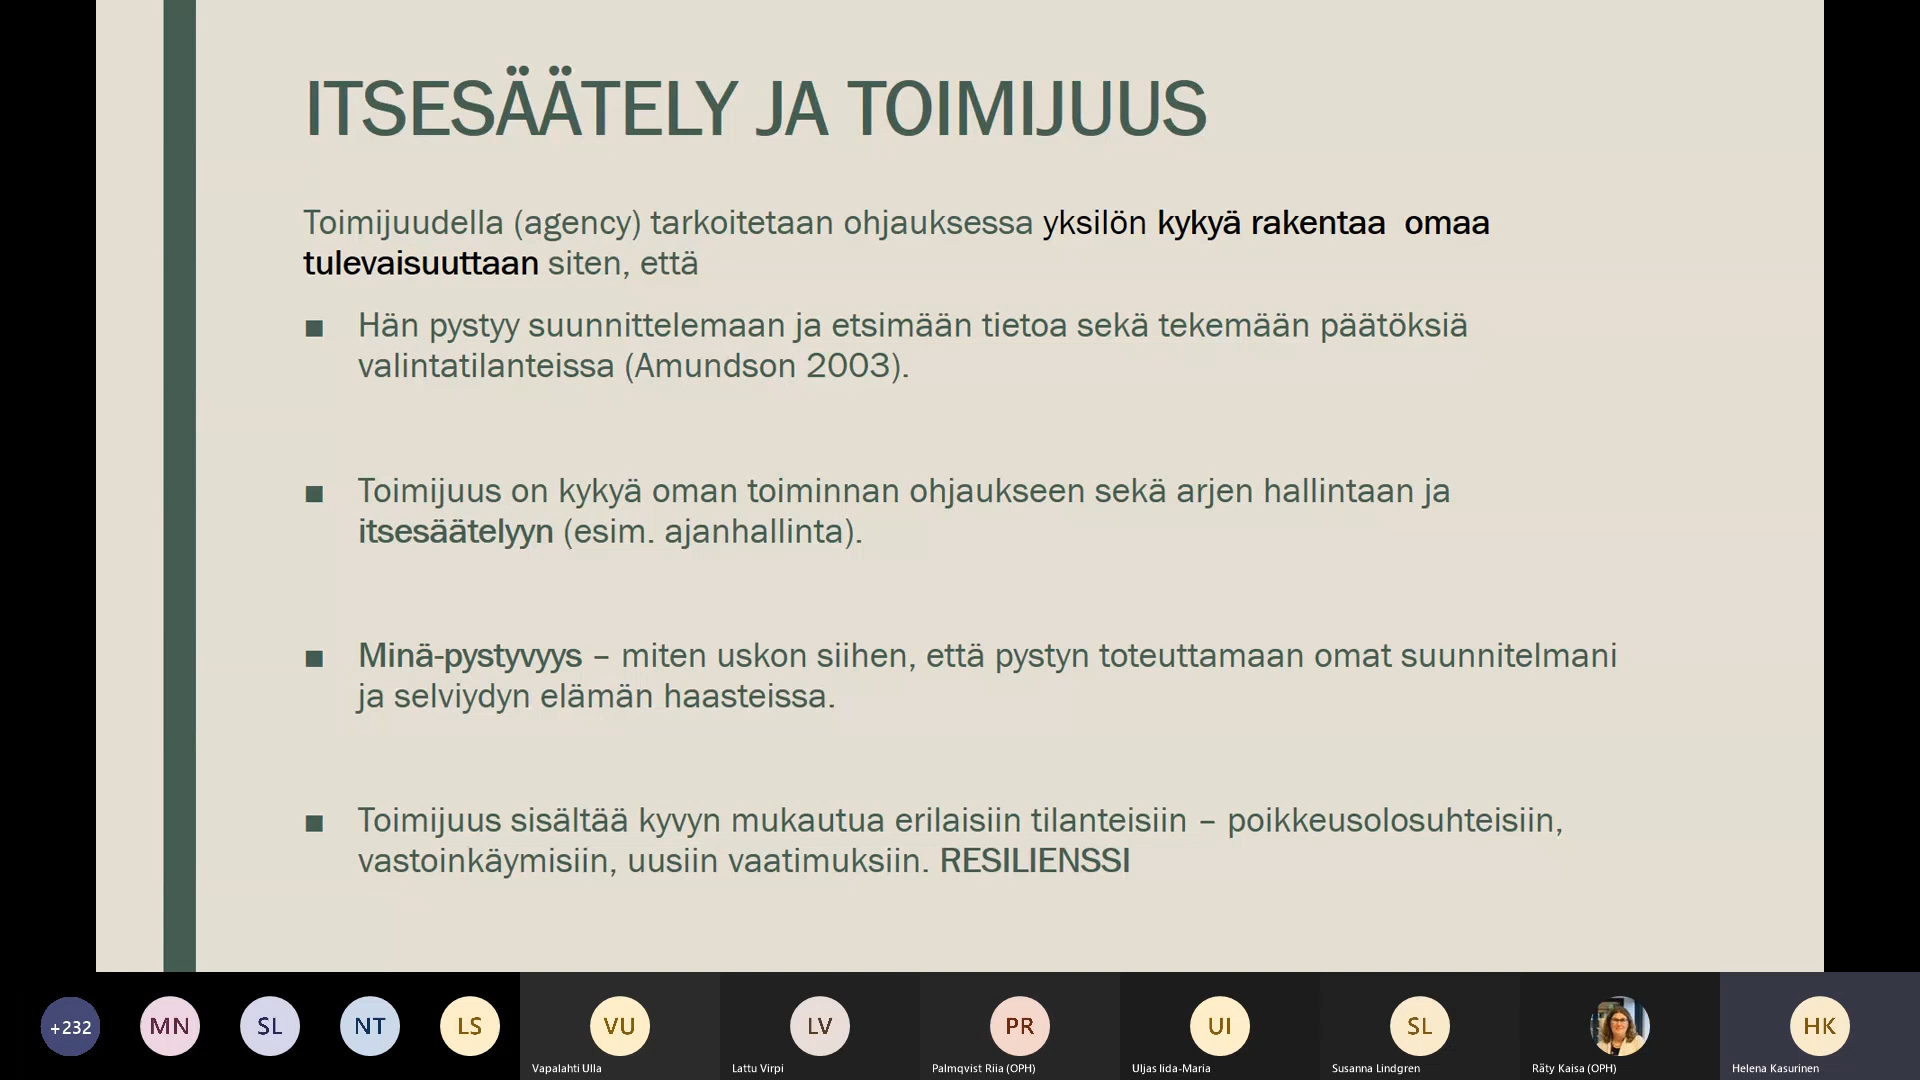 ITSESÄÄTELY JA TOIMIJUUS
Toimijuudella (agency) tarkoitetaan ohjauksessa yksilön kykyä rakentaa  omaa
tulevaisuuttaan siten, että
■ Hän pystyy suunnittelemaan ja etsimään tietoa sekä tekemään päätöksiä
valintatilanteissa (Amundson 2003).
■ Toimijuus on kykyä oman toiminnan ohjaukseen sekä arjen hallintaan ja
itsesäätelyyn (esim. ajanhallinta).
■ Minä-pystyvyys – miten uskon siihen, että pystyn toteuttamaan omat suunnitelmani
ja selviydyn elämän haasteissa.
■ Toimijuus sisältää kyvyn mukautua erilaisiin tilanteisiin – poikkeusolosuhteisiin,
vastoinkäymisiin, uusiin vaatimuksiin. RESILIENSSI
+232 MN SL NT LS VU LV PR UI SL HK
Vapalahti Ulla Lattu Virpi Palmqvist Riia (OPH) Uljas Iida-Maria Susanna Lindgren Räty Kaisa (OPH) Helena Kasurinen